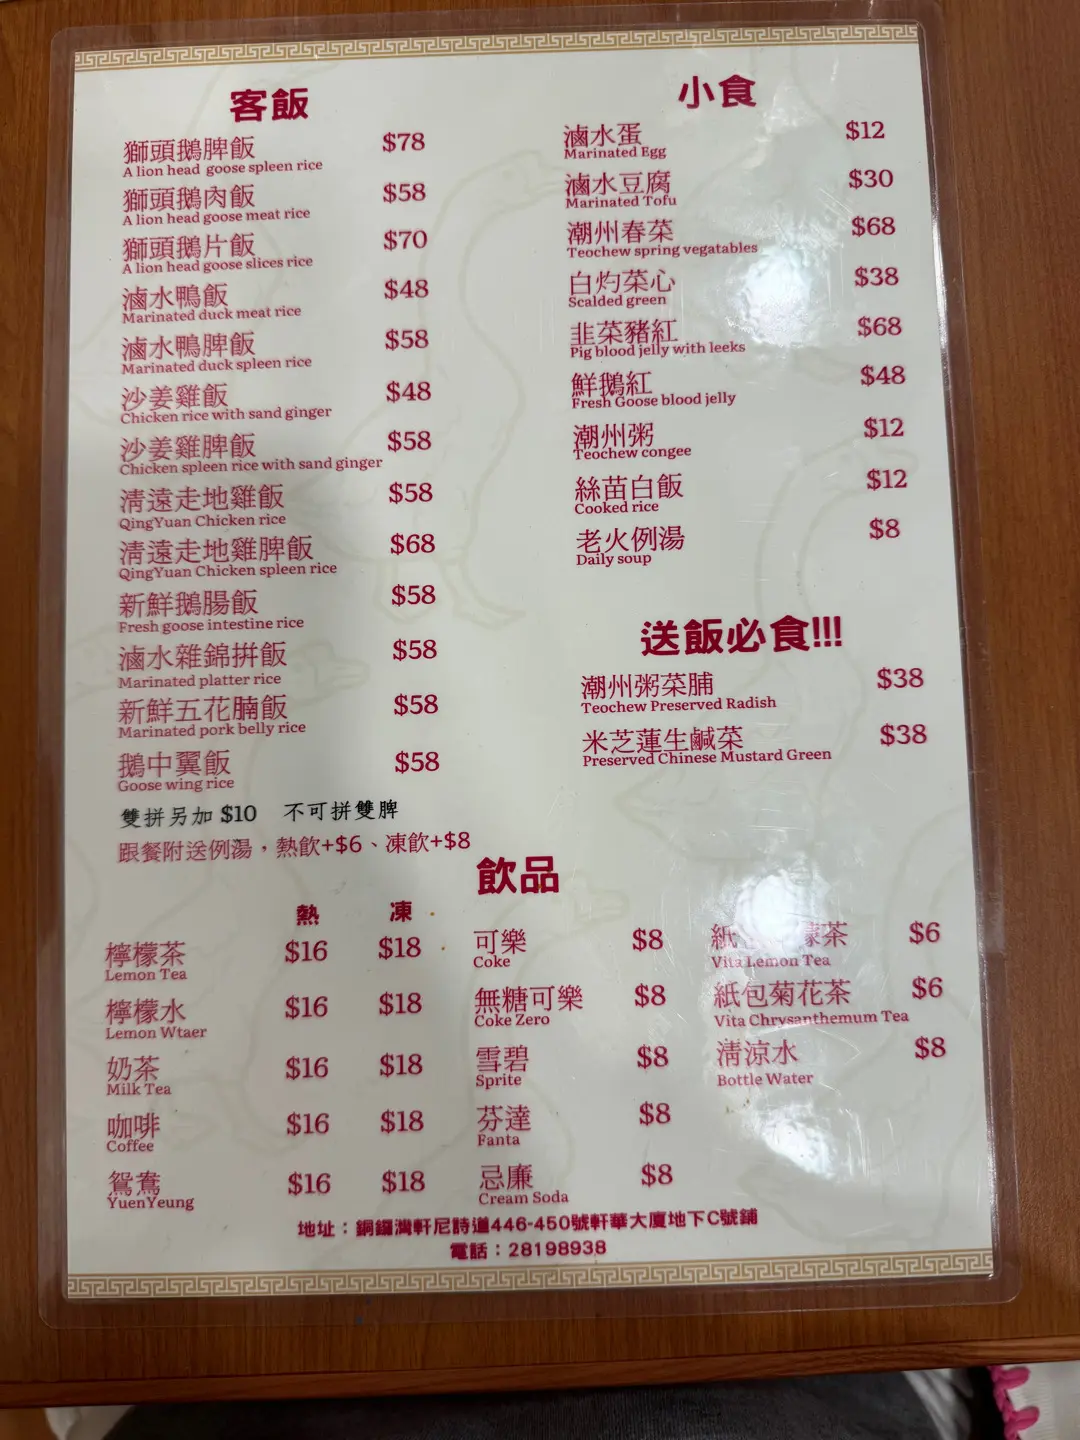 客飯
獅頭鵝脾飯 $78
A lion head goose spleen rice
獅頭鵝肉飯 $58
A lion head goose meat rice
獅頭鵝片飯 $70
A lion head goose slices rice
滷水鴨飯 $48
Marinated duck meat rice
滷水鴨脾飯 $58
Marinated duck spleen rice
沙姜雞飯 $48
Chicken rice with sand ginger
沙姜雞脾飯 $58
Chicken spleen rice with sand ginger
清遠走地雞飯 $58
QingYuan Chicken rice
清遠走地雞脾飯 $68
QingYuan Chicken spleen rice
新鮮鵝腸飯 $58
Fresh goose intestine rice
滷水雜錦拼飯 $58
Marinated platter rice
新鮮五花腩飯 $58
Marinated pork belly rice
鵝中翼飯 $58
Goose wing rice
雙拼另加 $10 不可拼雙脾
跟餐附送例湯，熱飲+$6、凍飲+$8
小食
滷水蛋 $12
Marinated Egg
滷水豆腐 $30
Marinated Tofu
潮州春菜 $68
Teochew spring vegatables
白灼菜心 $38
Scalded green
韭菜豬紅 $68
Pig blood jelly with leeks
鮮鵝紅 $48
Fresh Goose blood jelly
潮州粥 $12
Teochew congee
絲苗白飯 $12
Cooked rice
老火例湯 $8
Daily soup
送飯必食!!!
潮州粥菜脯 $38
Teochew Preserved Radish
米芝蓮生鹹菜 $38
Preserved Chinese Mustard Green
飲品
熱 凍
檸檬茶 $16 $18
Lemon Tea
檸檬水 $16 $18
Lemon Wtaer
奶茶 $16 $18
Milk Tea
咖啡 $16 $18
Coffee
鴛鴦 $16 $18
YuenYeung
可樂 $8
Coke
無糖可樂 $8
Coke Zero
雪碧 $8
Sprite
芬達 $8
Fanta
忌廉 $8
Cream Soda
紙檬茶 $6
Vita Lemon Tea
紙包菊花茶 $6
Vita Chrysanthemum Tea
清涼水 $8
Bottle Water
地址：銅鑼灣軒尼詩道446-450號軒華大廈地下C號鋪
電話：28198938